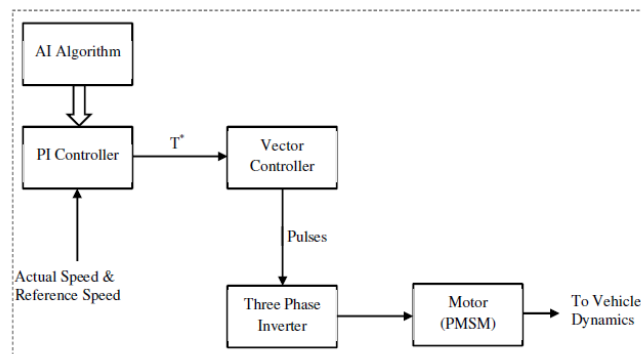 AI Algorithm
PI Controller
T*
Vector
Controller
Actual Speed &
Reference Speed
Pulses
Three Phase
Inverter
Motor
(PMSM)
To Vehicle
Dynamics